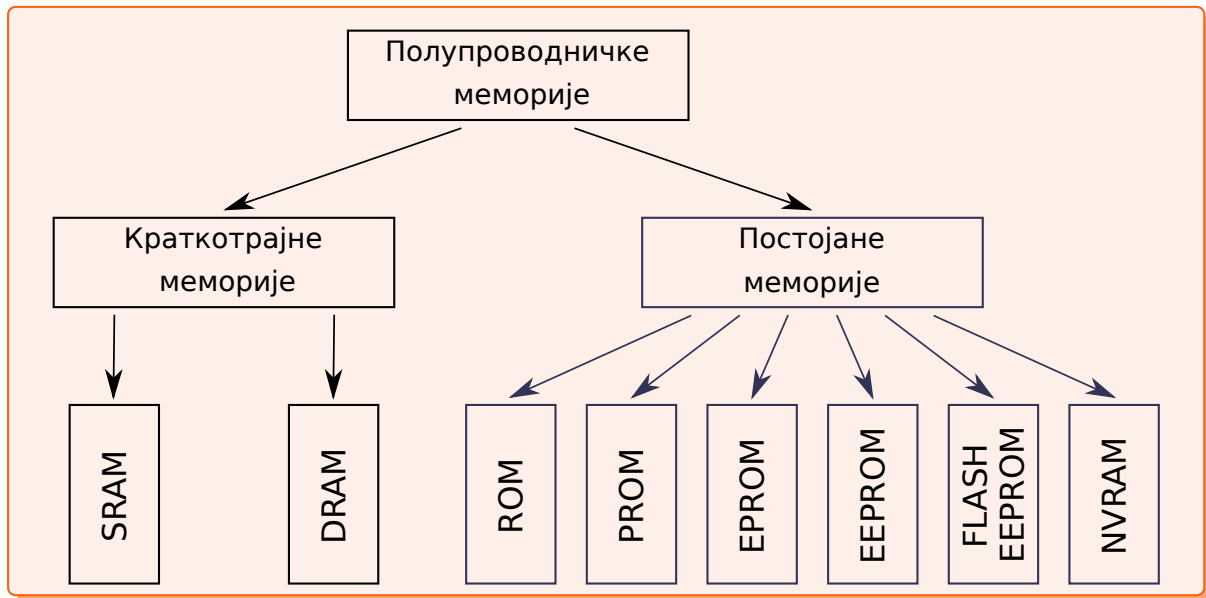 Полупроводничке
меморије
Краткотрајне
меморије
Постојане
меморије
SRAM
DRAM
ROM
PROM
EPROM
EEPROM
FLASH
EEPROM
NVRAM